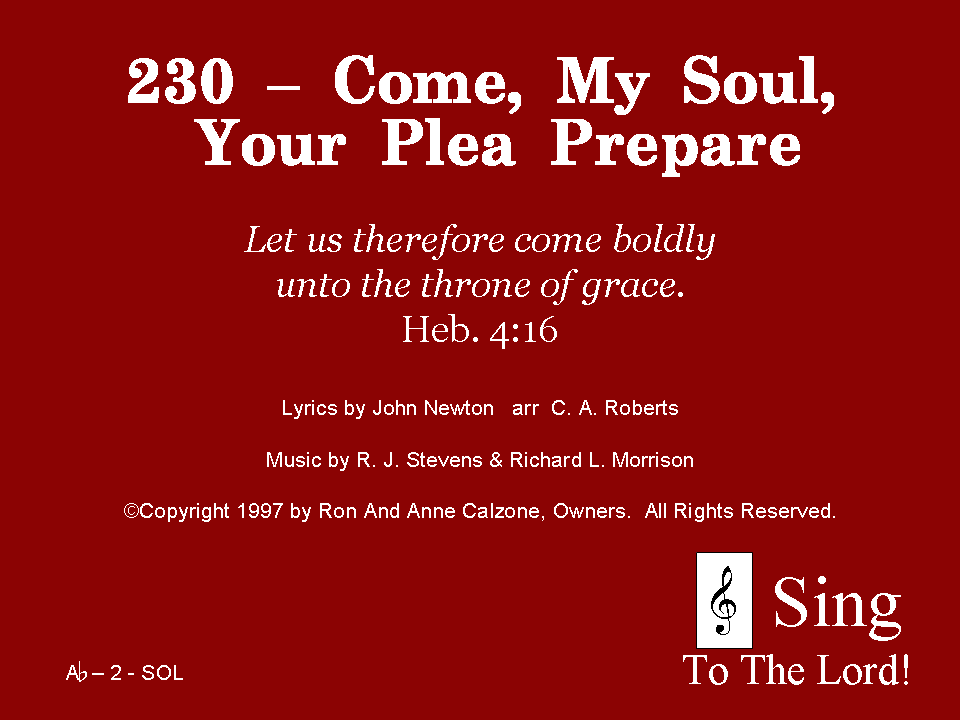 230 – Come, My Soul,
Your Plea Prepare
Let us therefore come boldly
unto the throne of grace.
Heb. 4:16
Lyrics by John Newton arr C. A. Roberts
Music by R. J. Stevens & Richard L. Morrison
©Copyright 1997 by Ron And Anne Calzone, Owners. All Rights Reserved.
Sing
To The Lord!
A♭ – 2 - SOL